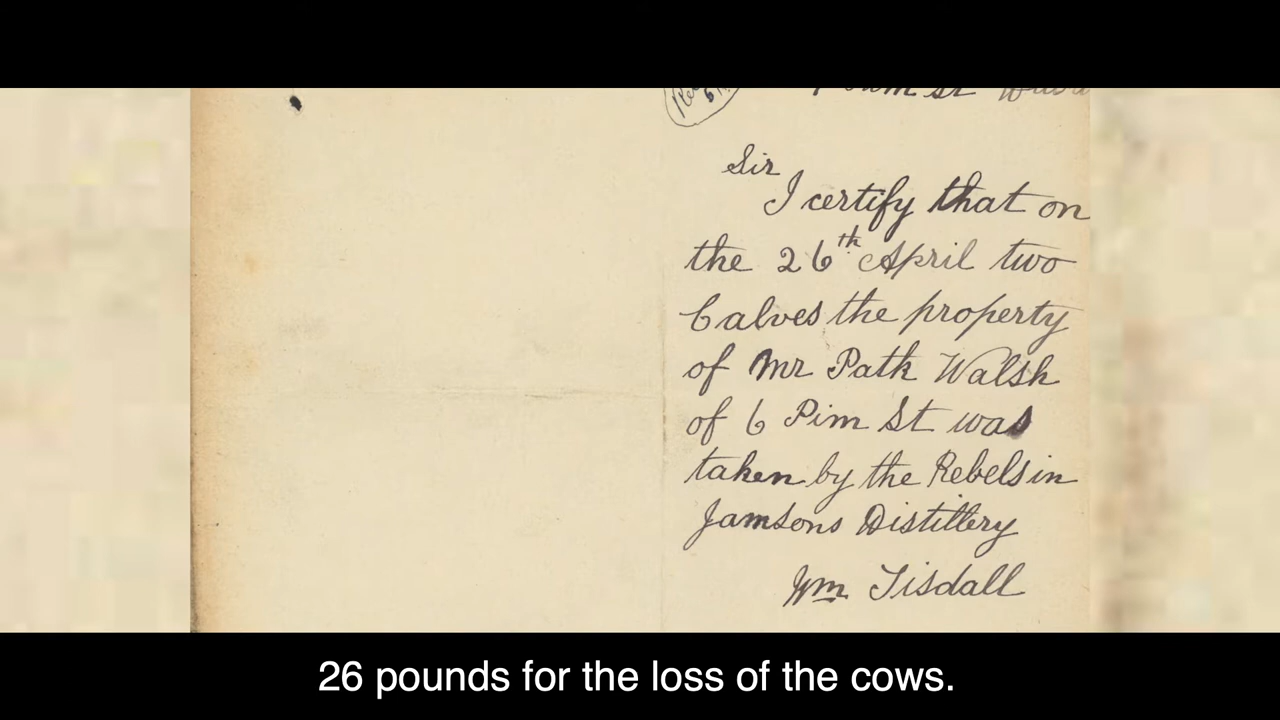 Sir
I certify that on
the 26th April two
Calves the property
of Mr Patk Walsh
of 6 Pim St was
taken by the Rebels in
Jamsons Distillery
Wm Tisdall
26 pounds for the loss of the cows.